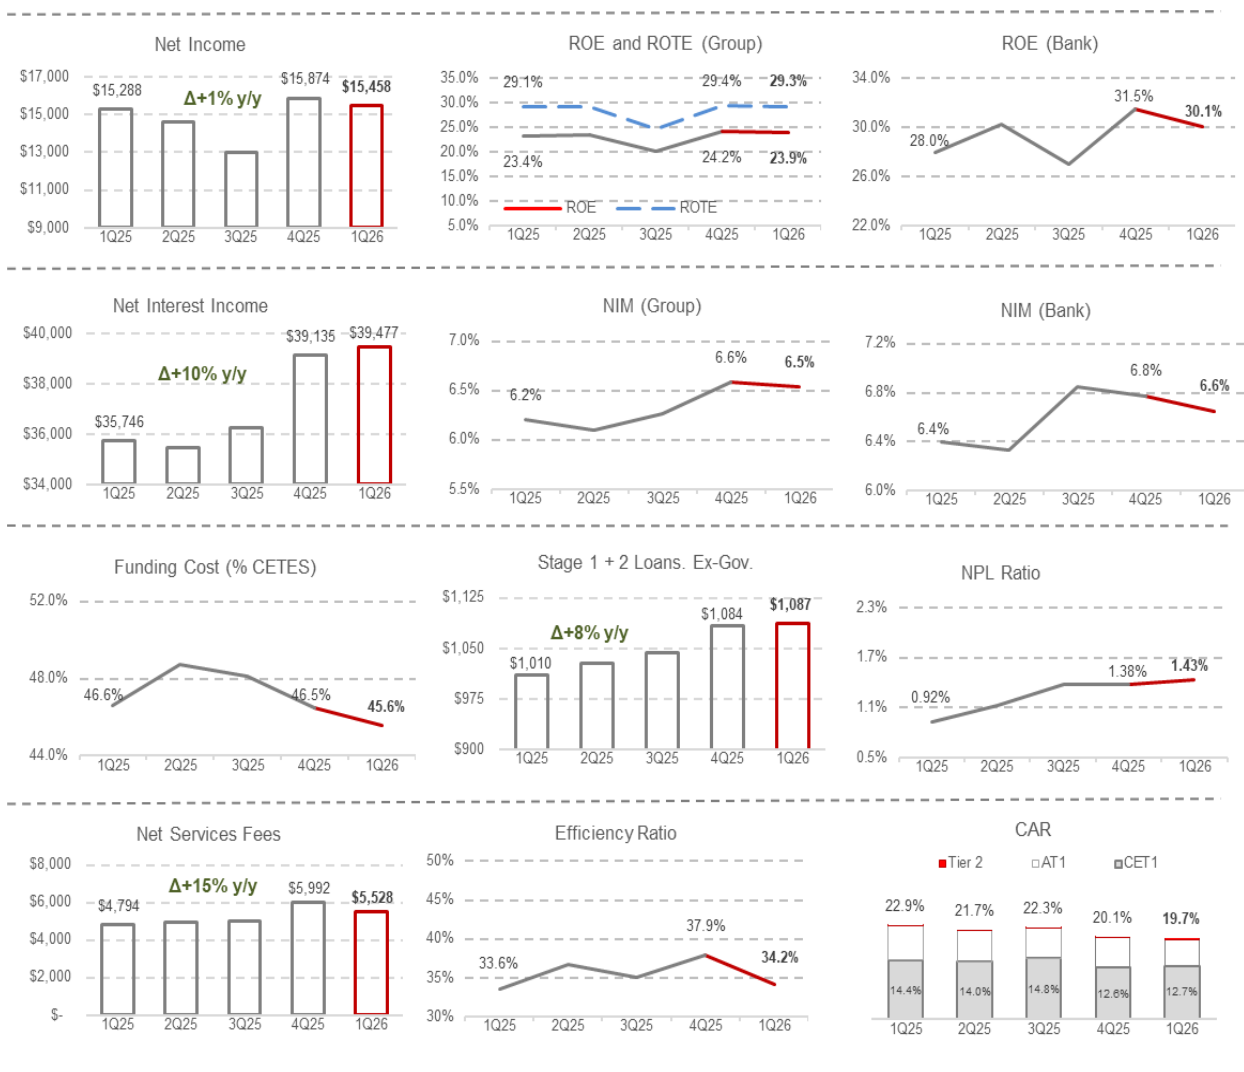 Net Income
$17,000
$15,000
$13,000
$11,000
$9,000
$15,288
Δ+1% y/y
$15,874
$15,458
1Q25 2Q25 3Q25 4Q25 1Q26
ROE and ROTE (Group)
35.0%
30.0%
25.0%
20.0%
15.0%
10.0%
5.0%
29.1% 29.4% 29.3%
23.4% 24.2% 23.9%
ROE ROTE
1Q25 2Q25 3Q25 4Q25 1Q26
ROE (Bank)
34.0%
30.0%
26.0%
22.0%
28.0% 31.5% 30.1%
1Q25 2Q25 3Q25 4Q25 1Q26
Net Interest Income
$40,000
$38,000
$36,000
$34,000
$35,746
Δ+10% y/y
$39,135 $39,477
1Q25 2Q25 3Q25 4Q25 1Q26
NIM (Group)
7.0%
6.5%
6.0%
5.5%
6.2% 6.6% 6.5%
1Q25 2Q25 3Q25 4Q25 1Q26
NIM (Bank)
7.2%
6.8%
6.4%
6.0%
6.4% 6.8% 6.6%
1Q25 2Q25 3Q25 4Q25 1Q26
Funding Cost (% CETES)
52.0%
48.0%
44.0%
46.6% 46.5% 45.6%
1Q25 2Q25 3Q25 4Q25 1Q26
Stage 1 + 2 Loans. Ex-Gov.
$1,125
$1,050
$975
$900
$1,010
Δ+8% y/y
$1,084 $1,087
1Q25 2Q25 3Q25 4Q25 1Q26
NPL Ratio
2.3%
1.7%
1.1%
0.5%
0.92% 1.38% 1.43%
1Q25 2Q25 3Q25 4Q25 1Q26
Net Services Fees
$8,000
$6,000
$4,000
$2,000
$-
$4,794
Δ+15% y/y
$5,992 $5,528
1Q25 2Q25 3Q25 4Q25 1Q26
Efficiency Ratio
50%
45%
40%
35%
30%
33.6% 37.9% 34.2%
1Q25 2Q25 3Q25 4Q25 1Q26
CAR
Tier 2 AT1 CET1
22.9% 21.7% 22.3% 20.1% 19.7%
14.4% 14.0% 14.8% 12.6% 12.7%
1Q25 2Q25 3Q25 4Q25 1Q26